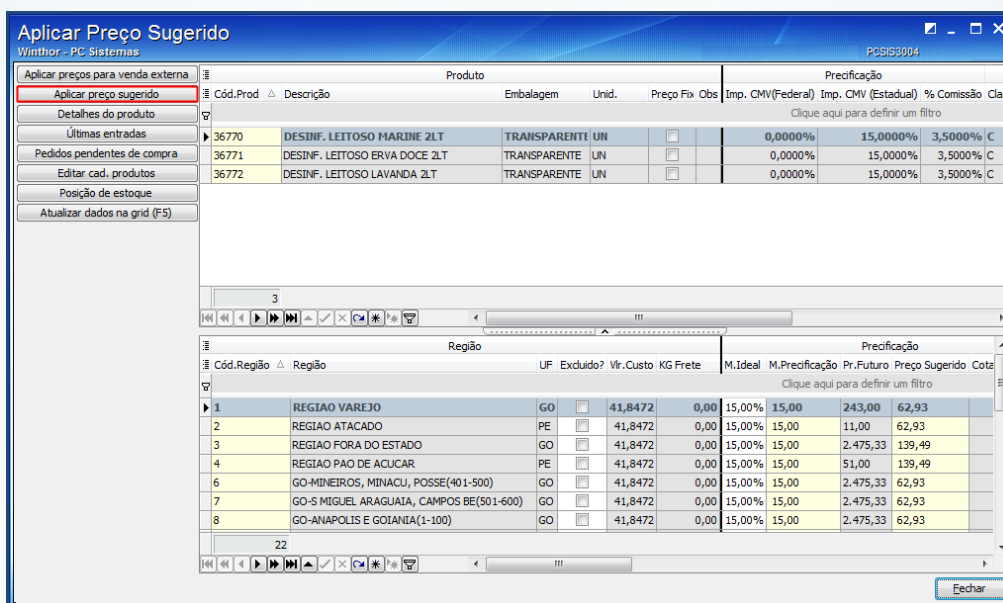 Aplicar Preço Sugerido
Winthor - PC Sistemas
PCSIS3004
Aplicar preços para venda externa
Aplicar preço sugerido
Detalhes do produto
Últimas entradas
Pedidos pendentes de compra
Editar cad. produtos
Posição de estoque
Atualizar dados na grid (F5)
Produto Precificação
Cód.Prod Descrição Embalagem Unid. Preço Fix Obs Imp. CMV(Federal) Imp. CMV (Estadual) % Comissão Cla
Clique aqui para definir um filtro
36770 DESINF. LEITOSO MARINE 2LT TRANSPARENTE UN 0,0000% 15,0000% 3,5000% C
36771 DESINF. LEITOSO ERVA DOCE 2LT TRANSPARENTE UN 0,0000% 15,0000% 3,5000% C
36772 DESINF. LEITOSO LAVANDA 2LT TRANSPARENTE UN 0,0000% 15,0000% 3,5000% C
3
Região Precificação
Cód.Região Região UF Excluido? Vlr.Custo KG Frete M.Ideal M.Precificação Pr.Futuro Preço Sugerido Cota
Clique aqui para definir um filtro
1 REGIAO VAREJO GO 41,8472 0,00 15,00% 15,00 243,00 62,93
2 REGIAO ATACADO PE 41,8472 0,00 15,00% 15,00 11,00 62,93
3 REGIAO FORA DO ESTADO GO 41,8472 0,00 15,00% 15,00 2.475,33 139,49
4 REGIAO PAO DE ACUCAR PE 41,8472 0,00 15,00% 15,00 51,00 139,49
6 GO-MINEIROS, MINACU, POSSE(401-500) GO 41,8472 0,00 15,00% 15,00 2.475,33 62,93
7 GO-S MIGUEL ARAGUAIA, CAMPOS BE(501-600) GO 41,8472 0,00 15,00% 15,00 2.475,33 62,93
8 GO-ANAPOLIS E GOIANIA(1-100) GO 41,8472 0,00 15,00% 15,00 2.475,33 62,93
22
Fechar